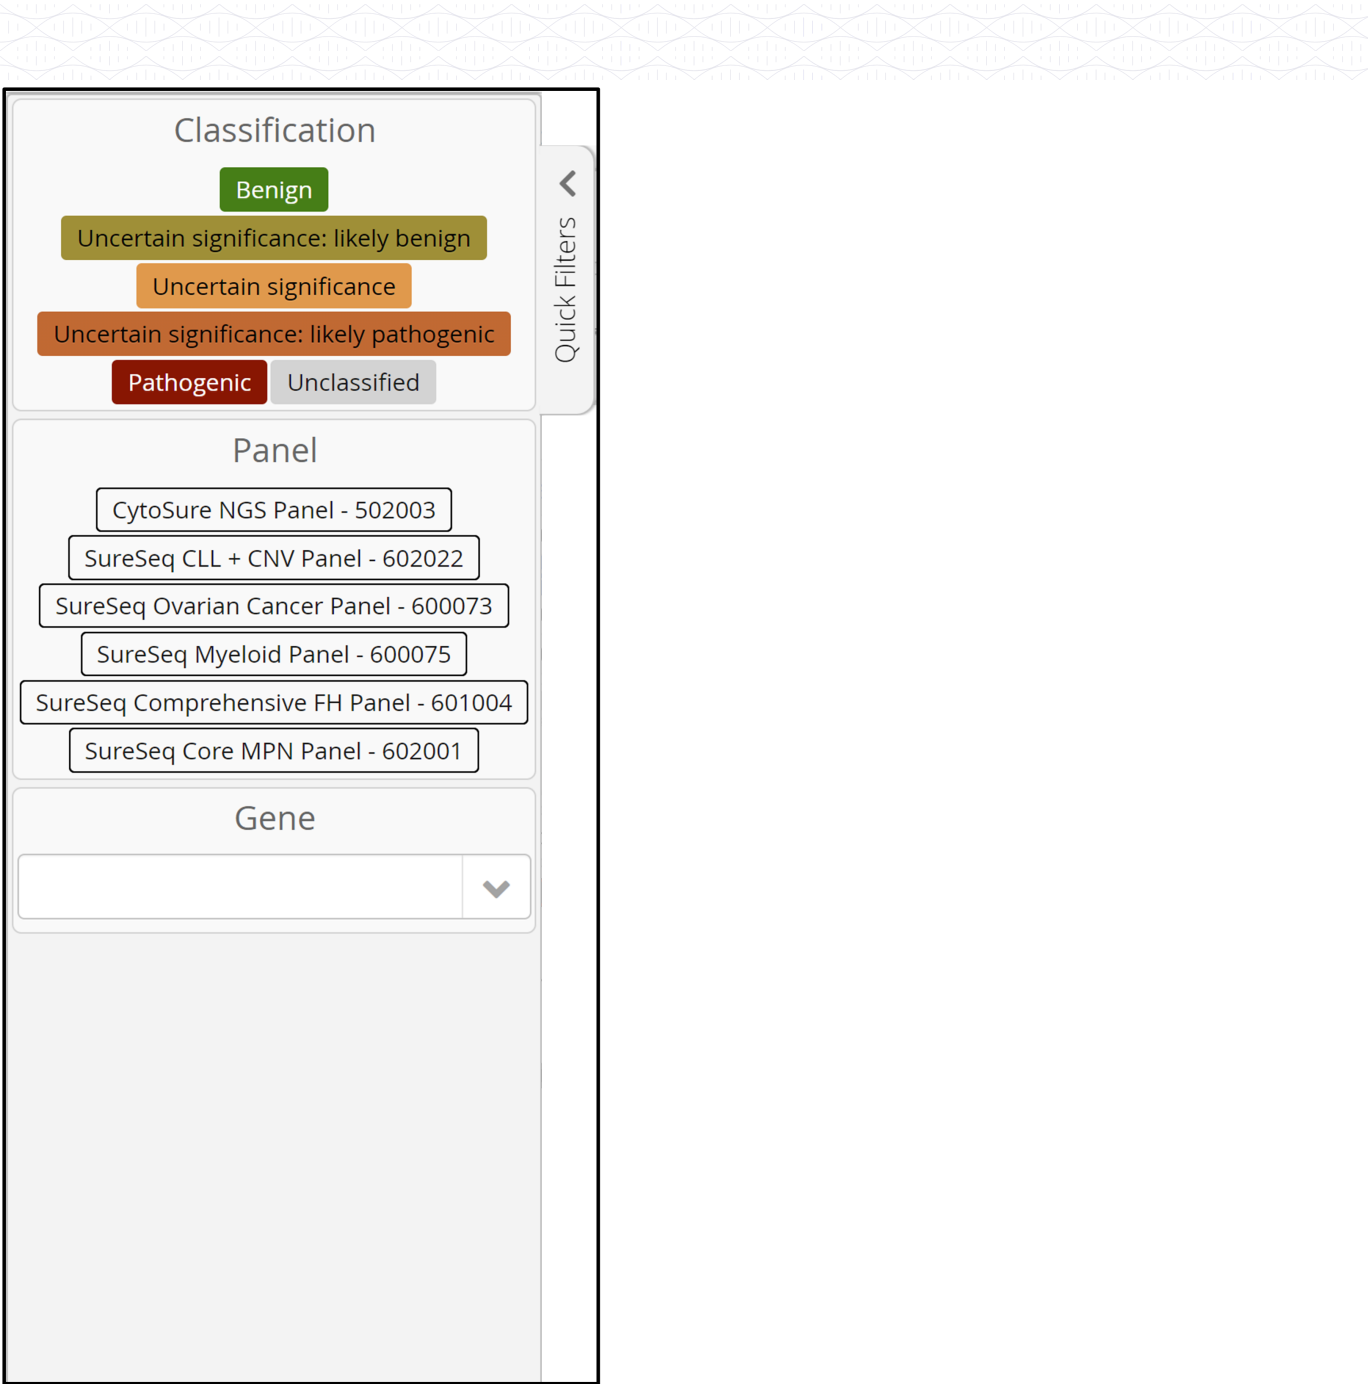 Classification
Benign
Uncertain significance: likely benign
Uncertain significance
Uncertain significance: likely pathogenic
Pathogenic Unclassified
Quick Filters
Panel
CytoSure NGS Panel - 502003
SureSeq CLL + CNV Panel - 602022
SureSeq Ovarian Cancer Panel - 600073
SureSeq Myeloid Panel - 600075
SureSeq Comprehensive FH Panel - 601004
SureSeq Core MPN Panel - 602001
Gene